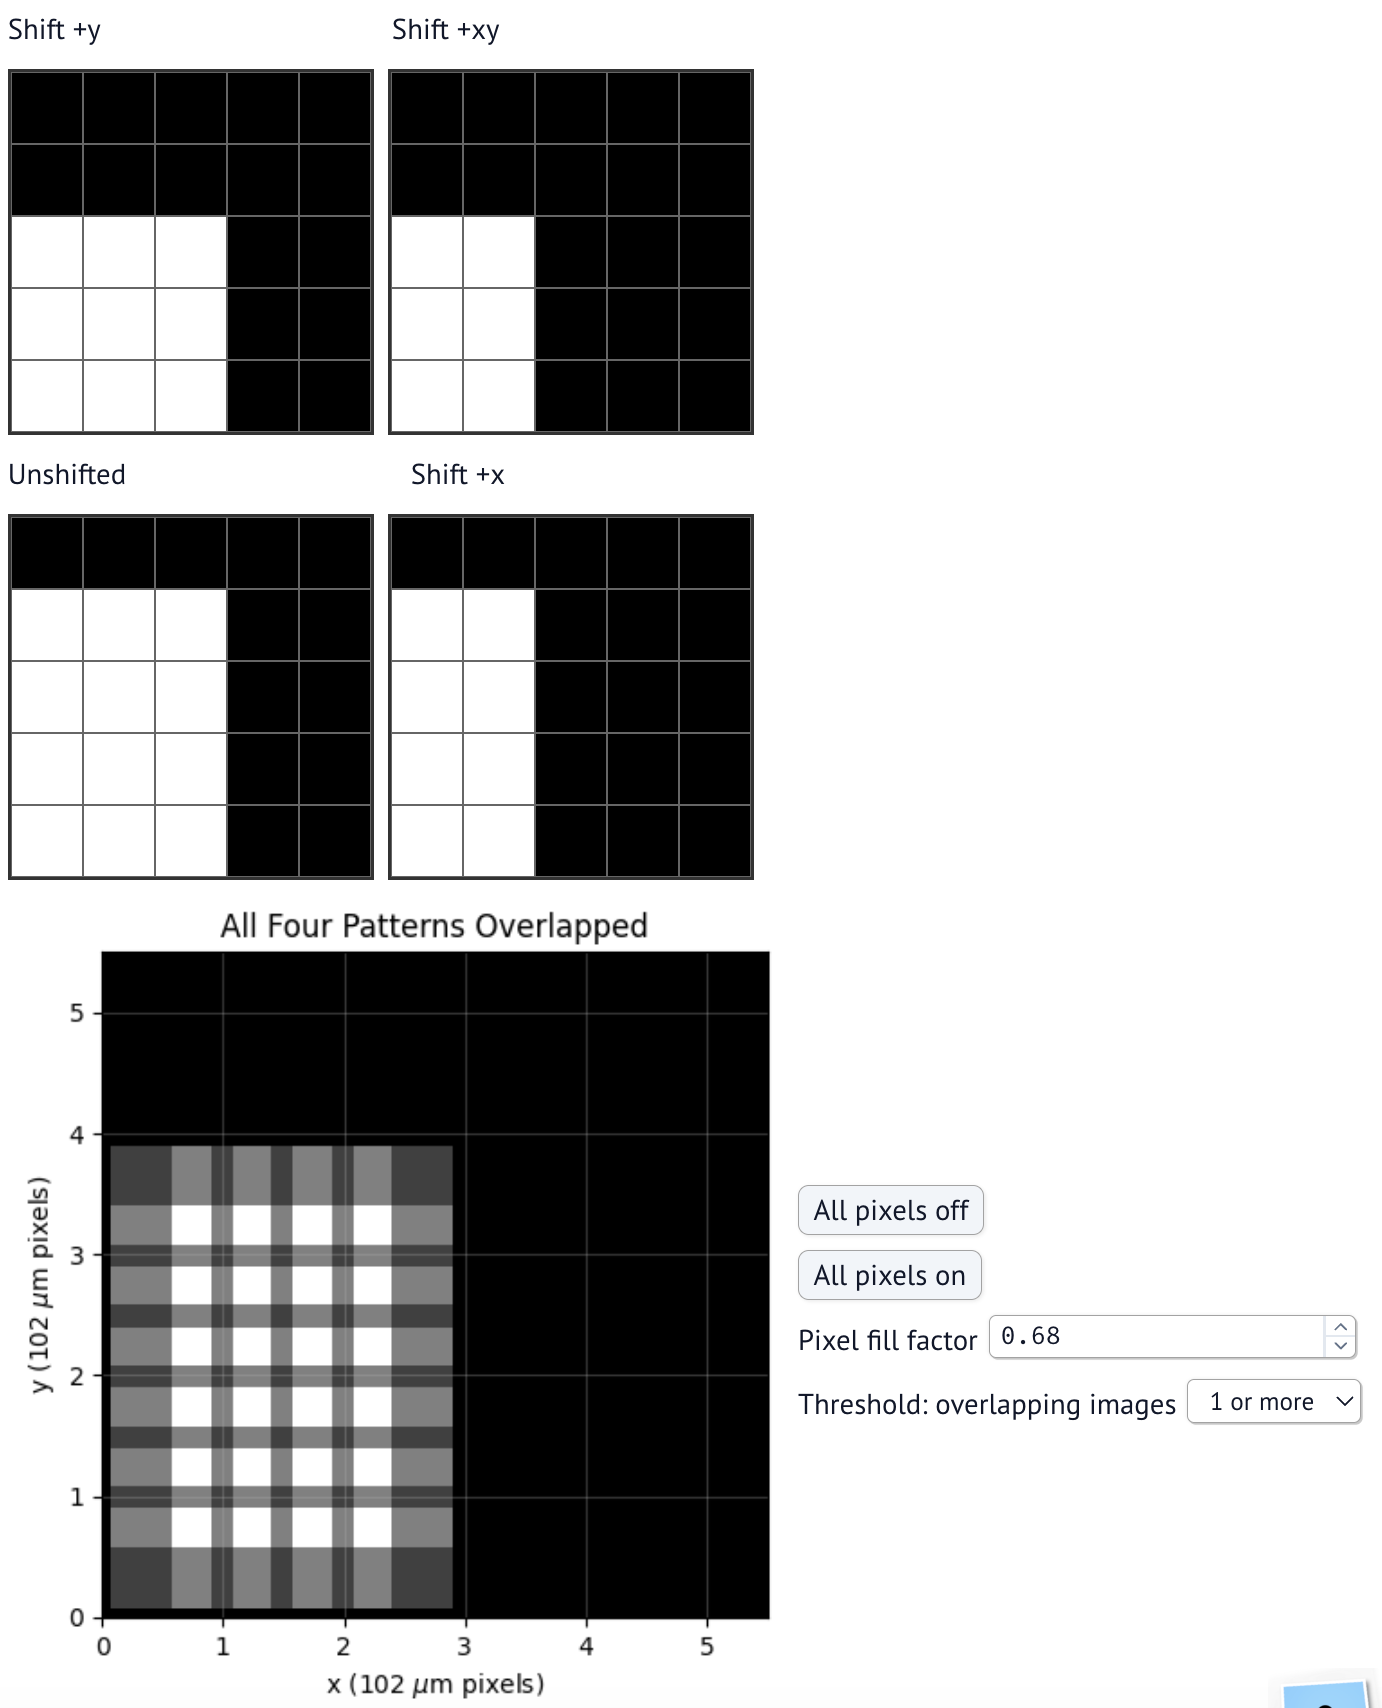 Shift +y
Shift +xy
Unshifted
Shift +x
All Four Patterns Overlapped
5
4
3
2
1
0
y (102 μm pixels)
0 1 2 3 4 5
x (102 μm pixels)
All pixels off
All pixels on
Pixel fill factor 0.68
Threshold: overlapping images 1 or more